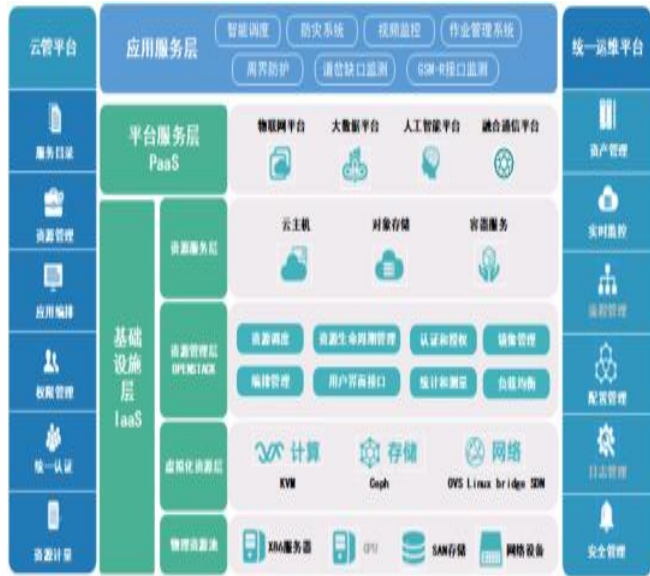 云管平台
服务目录
资源管理
应用编排
权限管理
统一认证
资源计量
应用服务层
智能调度
防灾系统
视频监控
作业管理系统
周界防护
道岔缺口监测
GSM-R接口监测
平台服务层
PaaS
物联网平台
大数据平台
人工智能平台
融合通信平台
基础
设施
层
IaaS
资源服务层
云主机
对象存储
容器服务
资源管理层
OPENSTACK
资源调度
资源生命周期管理
认证和授权
镜像管理
编排管理
用户界面接口
统计和测量
负载均衡
虚拟化资源层
计算
KVM
存储
Ceph
网络
OVS Linux bridge SDN
物理资源池
X86服务器
GPU
SAN存储
网络设备
统一运维平台
资产管理
实时监控
流程管理
配置管理
日志管理
安全管理